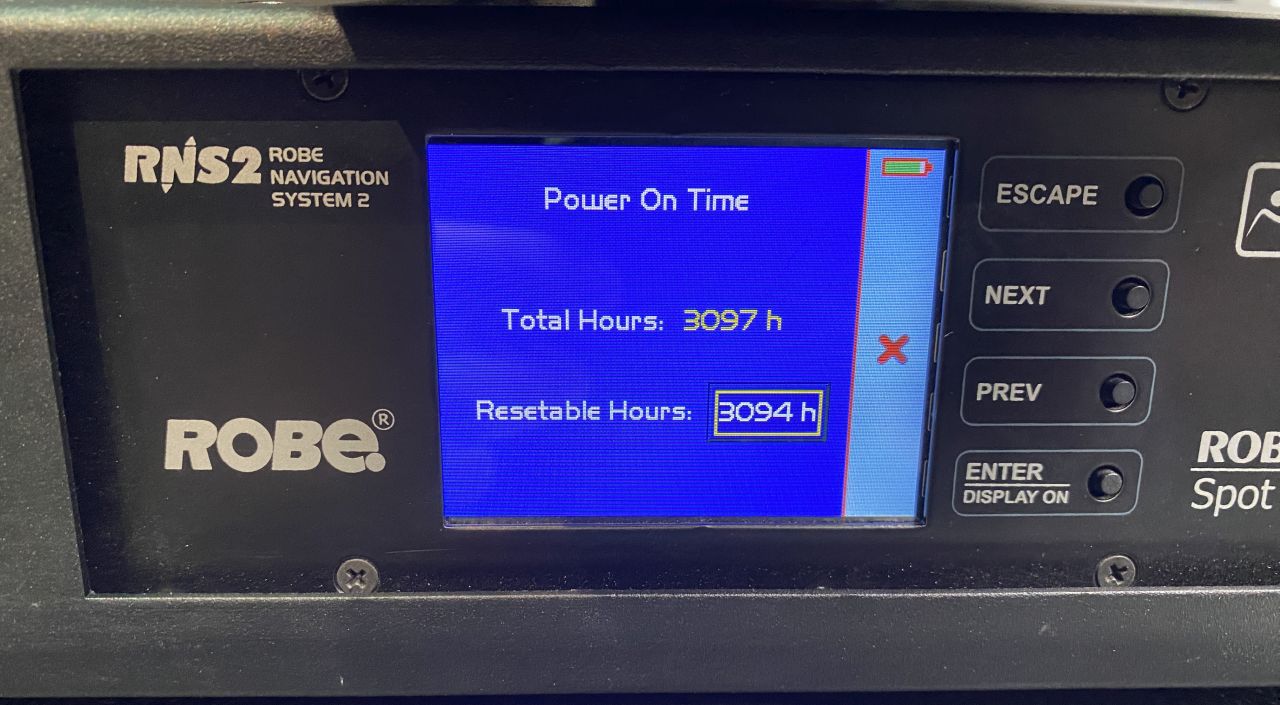 RNS2 ROBE
NAVIGATION
SYSTEM 2
ROBE®
Power On Time
Total Hours: 3097 h
Resetable Hours: 3094 h
ESCAPE
NEXT
PREV
ENTER
DISPLAY ON
ROB
Spot